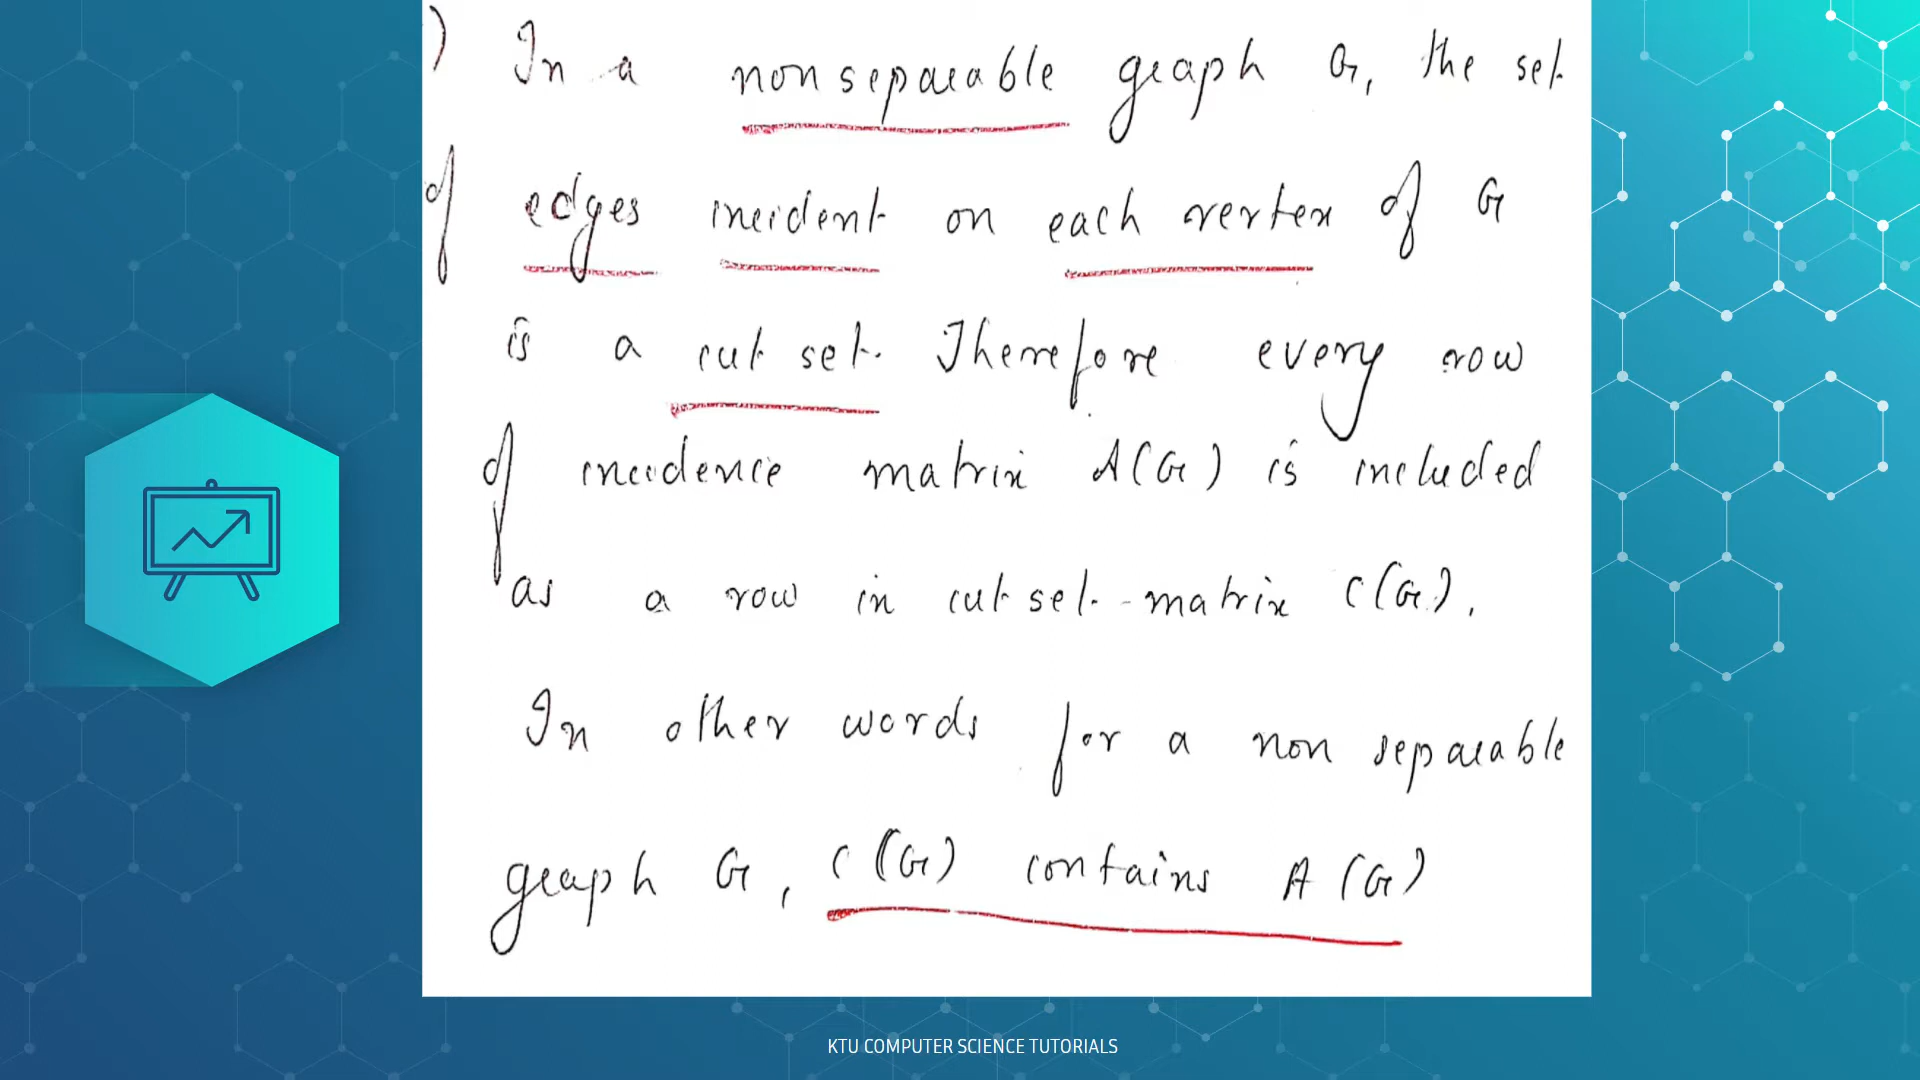 ) In a nonseparable graph G, the set
of edges incident on each vertex of G
is a cut set. Therefore every row
of incidence matrix A(G) is included
as a row in cut set-matrix C(G).
In other words for a non separable
graph G, C(G) contains A(G)
KTU COMPUTER SCIENCE TUTORIALS